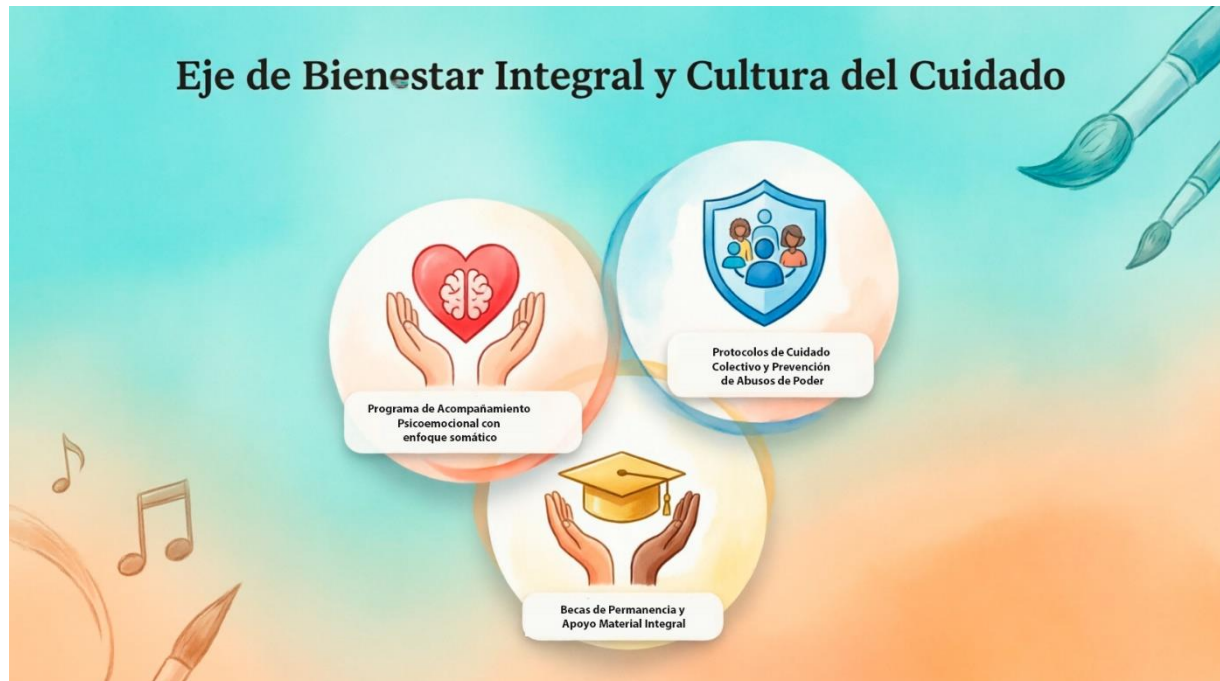 Eje de Bienestar Integral y Cultura del Cuidado
Programa de Acompañamiento
Psicoemocional con
enfoque somático
Protocolos de Cuidado
Colectivo y Prevención
de Abusos de Poder
Becas de Permanencia y
Apoyo Material Integral